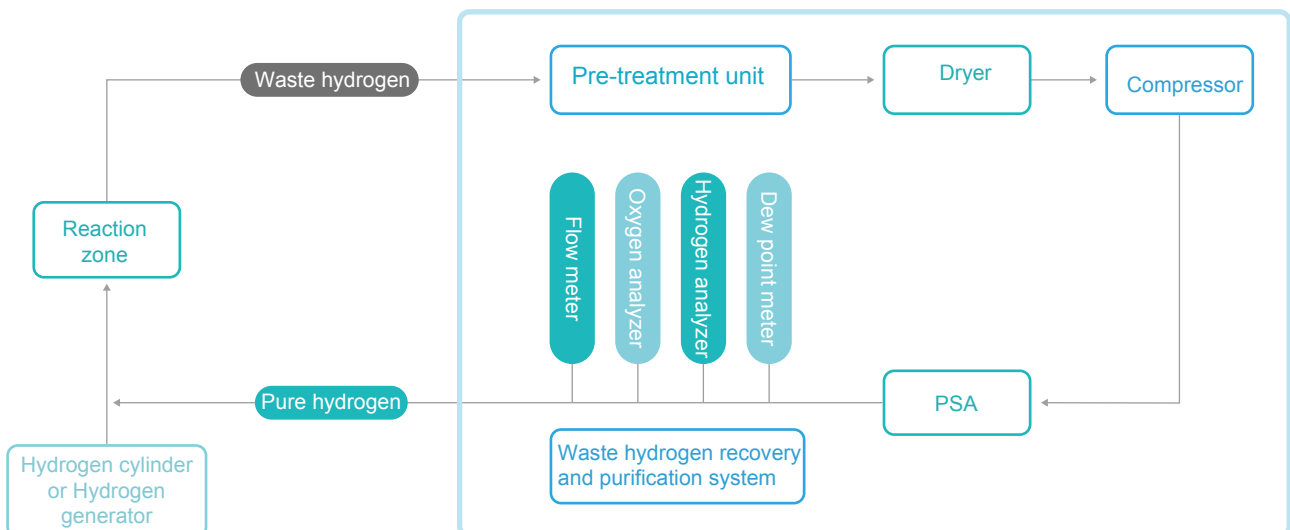 Waste hydrogen
Pre-treatment unit
Dryer
Compressor
Reaction
zone
Flow meter
Oxygen analyzer
Hydrogen analyzer
Dew point meter
Pure hydrogen
PSA
Hydrogen cylinder
or Hydrogen
generator
Waste hydrogen recovery
and purification system